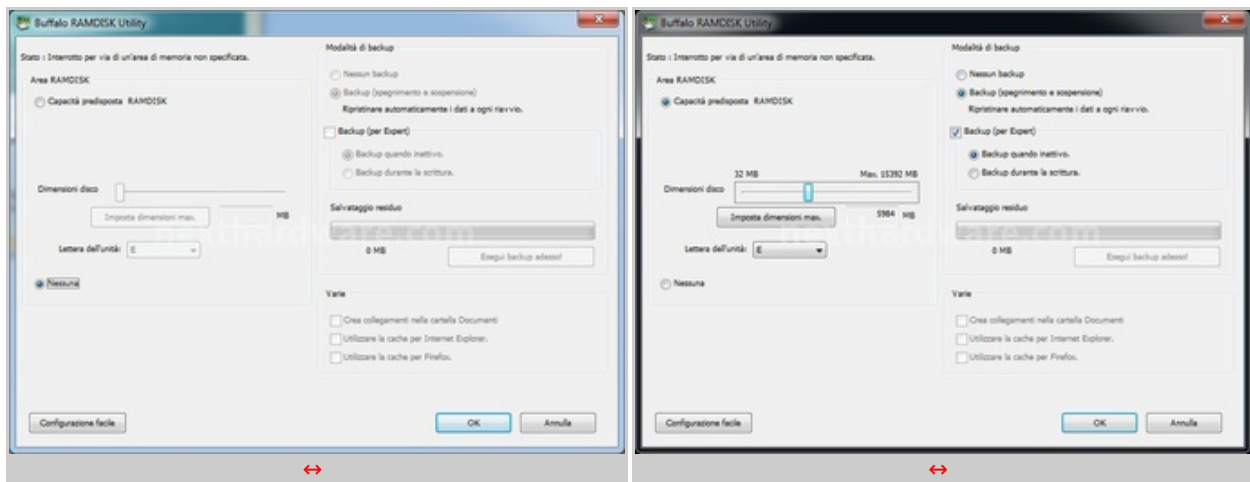 Buffalo RAMDISK Utility
Stato : Interrotto per via di un'area di memoria non specificata.
Area RAMDISK
Capacità predisposta RAMDISK
Dimensioni disco
Imposta dimensioni max.
MB
Lettera dell'unità:
E
Nessuna
Modalità di backup
Nessun backup
Backup (spegnimento e sospensione)
Ripristinare automaticamente i dati a ogni riavvio.
Backup (per Expert)
Backup quando inattivo.
Backup durante la scrittura.
Salvataggio residuo
0 MB
Esegui backup adesso!
Varie
Crea collegamenti nella cartella Documenti
Utilizzare la cache per Internet Explorer.
Utilizzare la cache per Firefox.
Configurazione facile
OK
Annulla
nexthardware.com
Buffalo RAMDISK Utility
Stato : Interrotto per via di un'area di memoria non specificata.
Area RAMDISK
Capacità predisposta RAMDISK
32 MB
Max. 15392 MB
Dimensioni disco
Imposta dimensioni max.
5984 MB
Lettera dell'unità:
E
Nessuna
Modalità di backup
Nessun backup
Backup (spegnimento e sospensione)
Ripristinare automaticamente i dati a ogni riavvio.
Backup (per Expert)
Backup quando inattivo.
Backup durante la scrittura.
Salvataggio residuo
0 MB
Esegui backup adesso!
Varie
Crea collegamenti nella cartella Documenti
Utilizzare la cache per Internet Explorer.
Utilizzare la cache per Firefox.
Configurazione facile
OK
Annulla
nexthardware.com